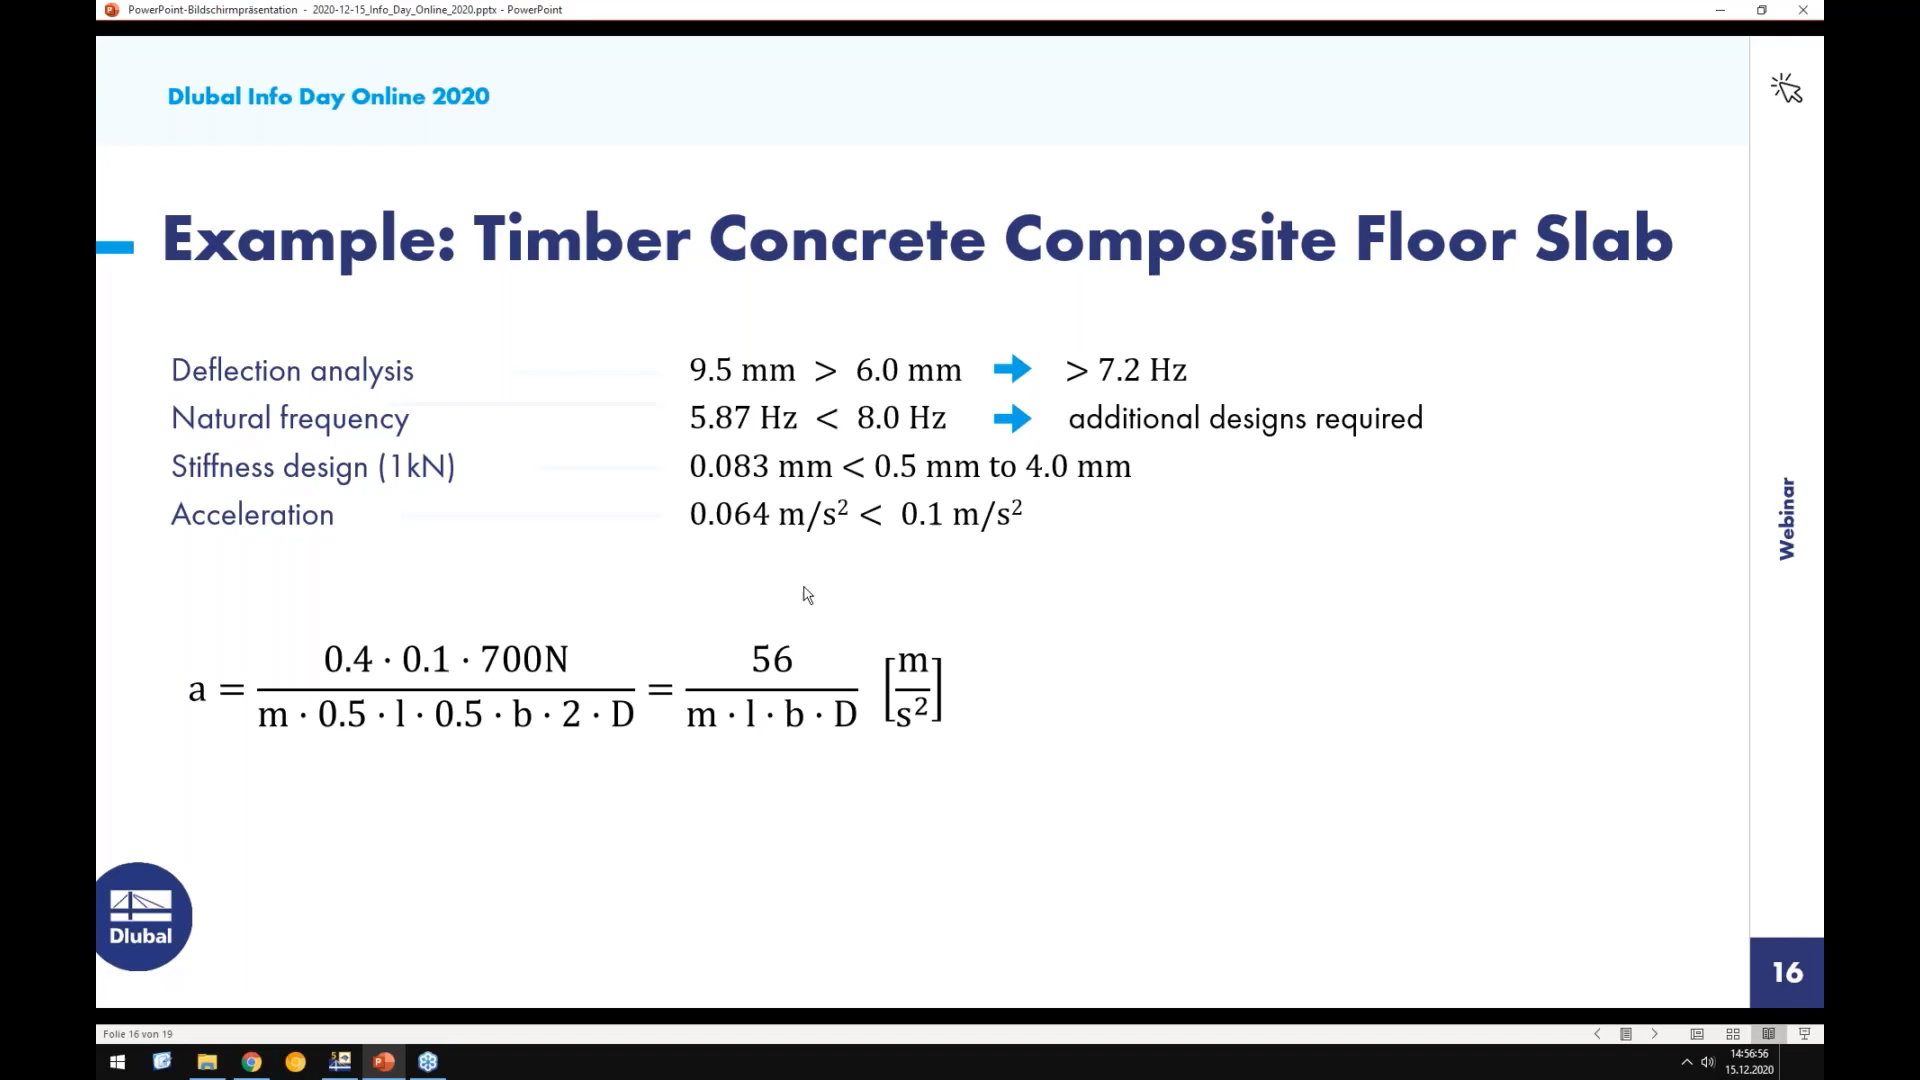 PowerPoint-Bildschirmpräsentation - 2020-12-15_Info_Day_Online_2020.pptx - PowerPoint
Dlubal Info Day Online 2020
Example: Timber Concrete Composite Floor Slab
Deflection analysis 9.5 mm > 6.0 mm > 7.2 Hz
Natural frequency 5.87 Hz < 8.0 Hz additional designs required
Stiffness design (1kN) 0.083 mm < 0.5 mm to 4.0 mm
Acceleration 0.064 m/s² < 0.1 m/s²
0.4 · 0.1 · 700N 56 m
a = = [ ]
m · 0.5 · l · 0.5 · b · 2 · D m · l · b · D s²
Webinar
Dlubal
16
Folie 16 von 19
14:56:56
15.12.2020